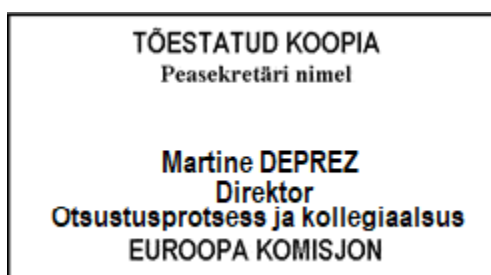 TÕESTATUD KOOPIA
Peasekretäri nimel
Martine DEPREZ
Direktor
Otsustusprotsess ja kollegiaalsus
EUROOPA KOMISJON